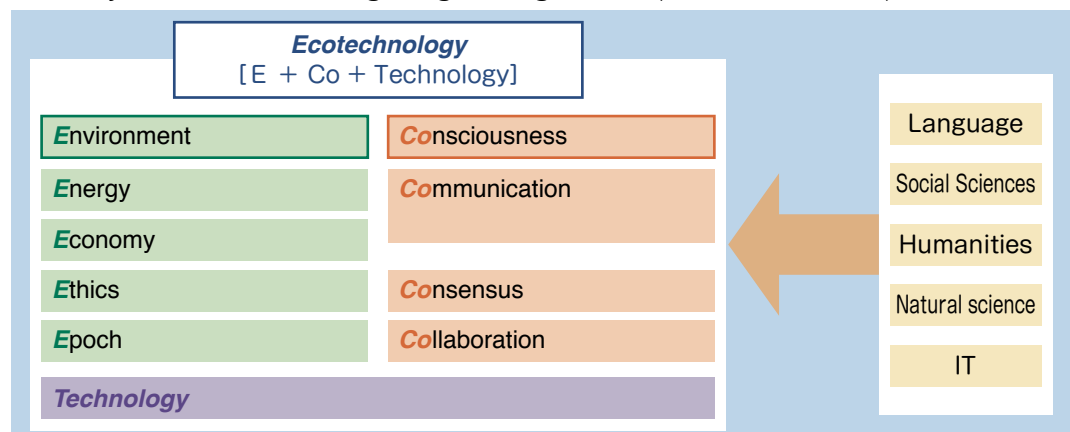 Ecotechnology
[E + Co + Technology]
Environment
Consciousness
Energy
Communication
Economy
Ethics
Consensus
Epoch
Collaboration
Technology
Language
Social Sciences
Humanities
Natural science
IT